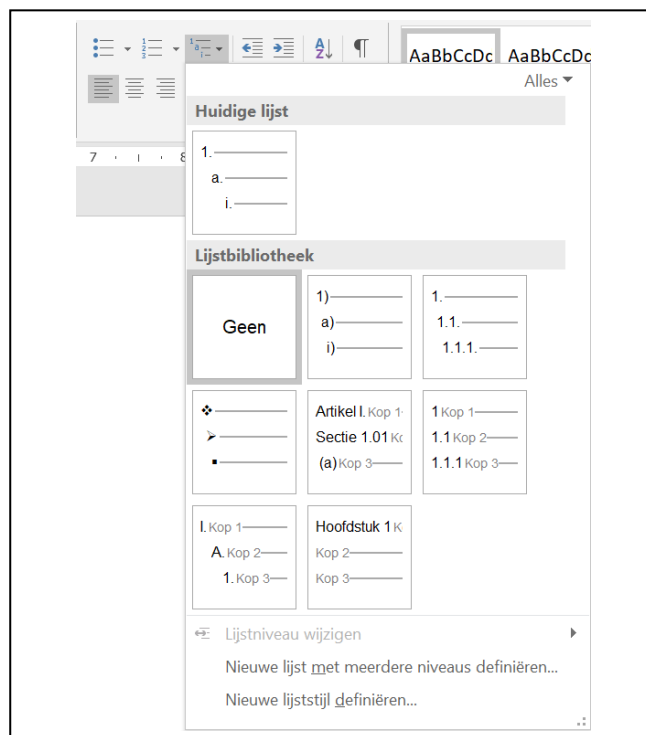 AaBbCcDc AaBbCcDc
Alles
7 8
Huidige lijst
1.
a.
i.
Lijstbibliotheek
Geen
1)
a)
i)
1.
1.1.
1.1.1.
Artikel I. Kop 1
Sectie 1.01 Ko
(a) Kop 3
1 Kop 1
1.1 Kop 2
1.1.1 Kop 3
I. Kop 1
A. Kop 2
1. Kop 3
Hoofdstuk 1 K
Kop 2
Kop 3
Lijstniveau wijzigen
Nieuwe lijst met meerdere niveaus definiëren...
Nieuwe lijststijl definiëren...